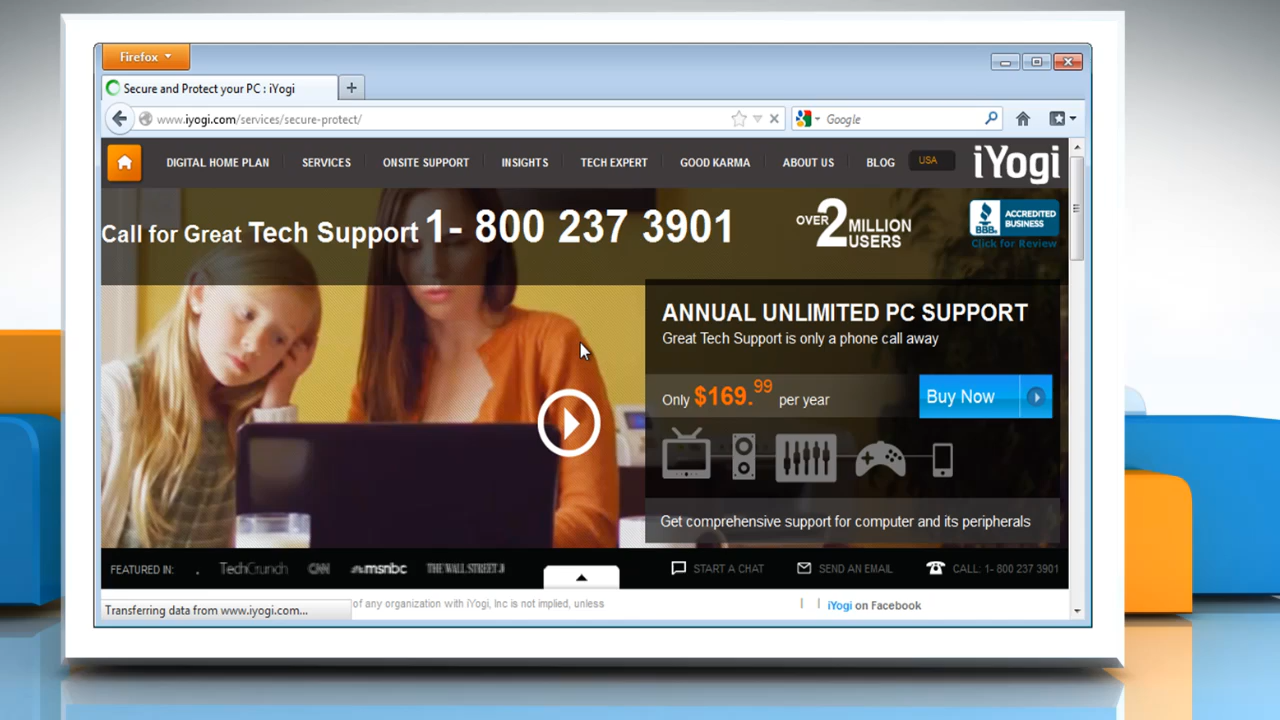 Firefox
Secure and Protect your PC : iYogi
www.iyogi.com/services/secure-protect/
Google
DIGITAL HOME PLAN
SERVICES
ONSITE SUPPORT
INSIGHTS
TECH EXPERT
GOOD KARMA
ABOUT US
BLOG
USA
iYogi
Call for Great Tech Support 1- 800 237 3901
OVER 2 MILLION USERS
BBB.
ACCREDITED
BUSINESS
Click for Review
ANNUAL UNLIMITED PC SUPPORT
Great Tech Support is only a phone call away
Only $169.99 per year
Buy Now
Get comprehensive support for computer and its peripherals
FEATURED IN: . TechCrunch CNN msnbc THE WALL STREET J
START A CHAT
SEND AN EMAIL
CALL: 1- 800 237 3901
Transferring data from www.iyogi.com...
of any organization with iYogi, Inc is not implied, unless
iYogi on Facebook